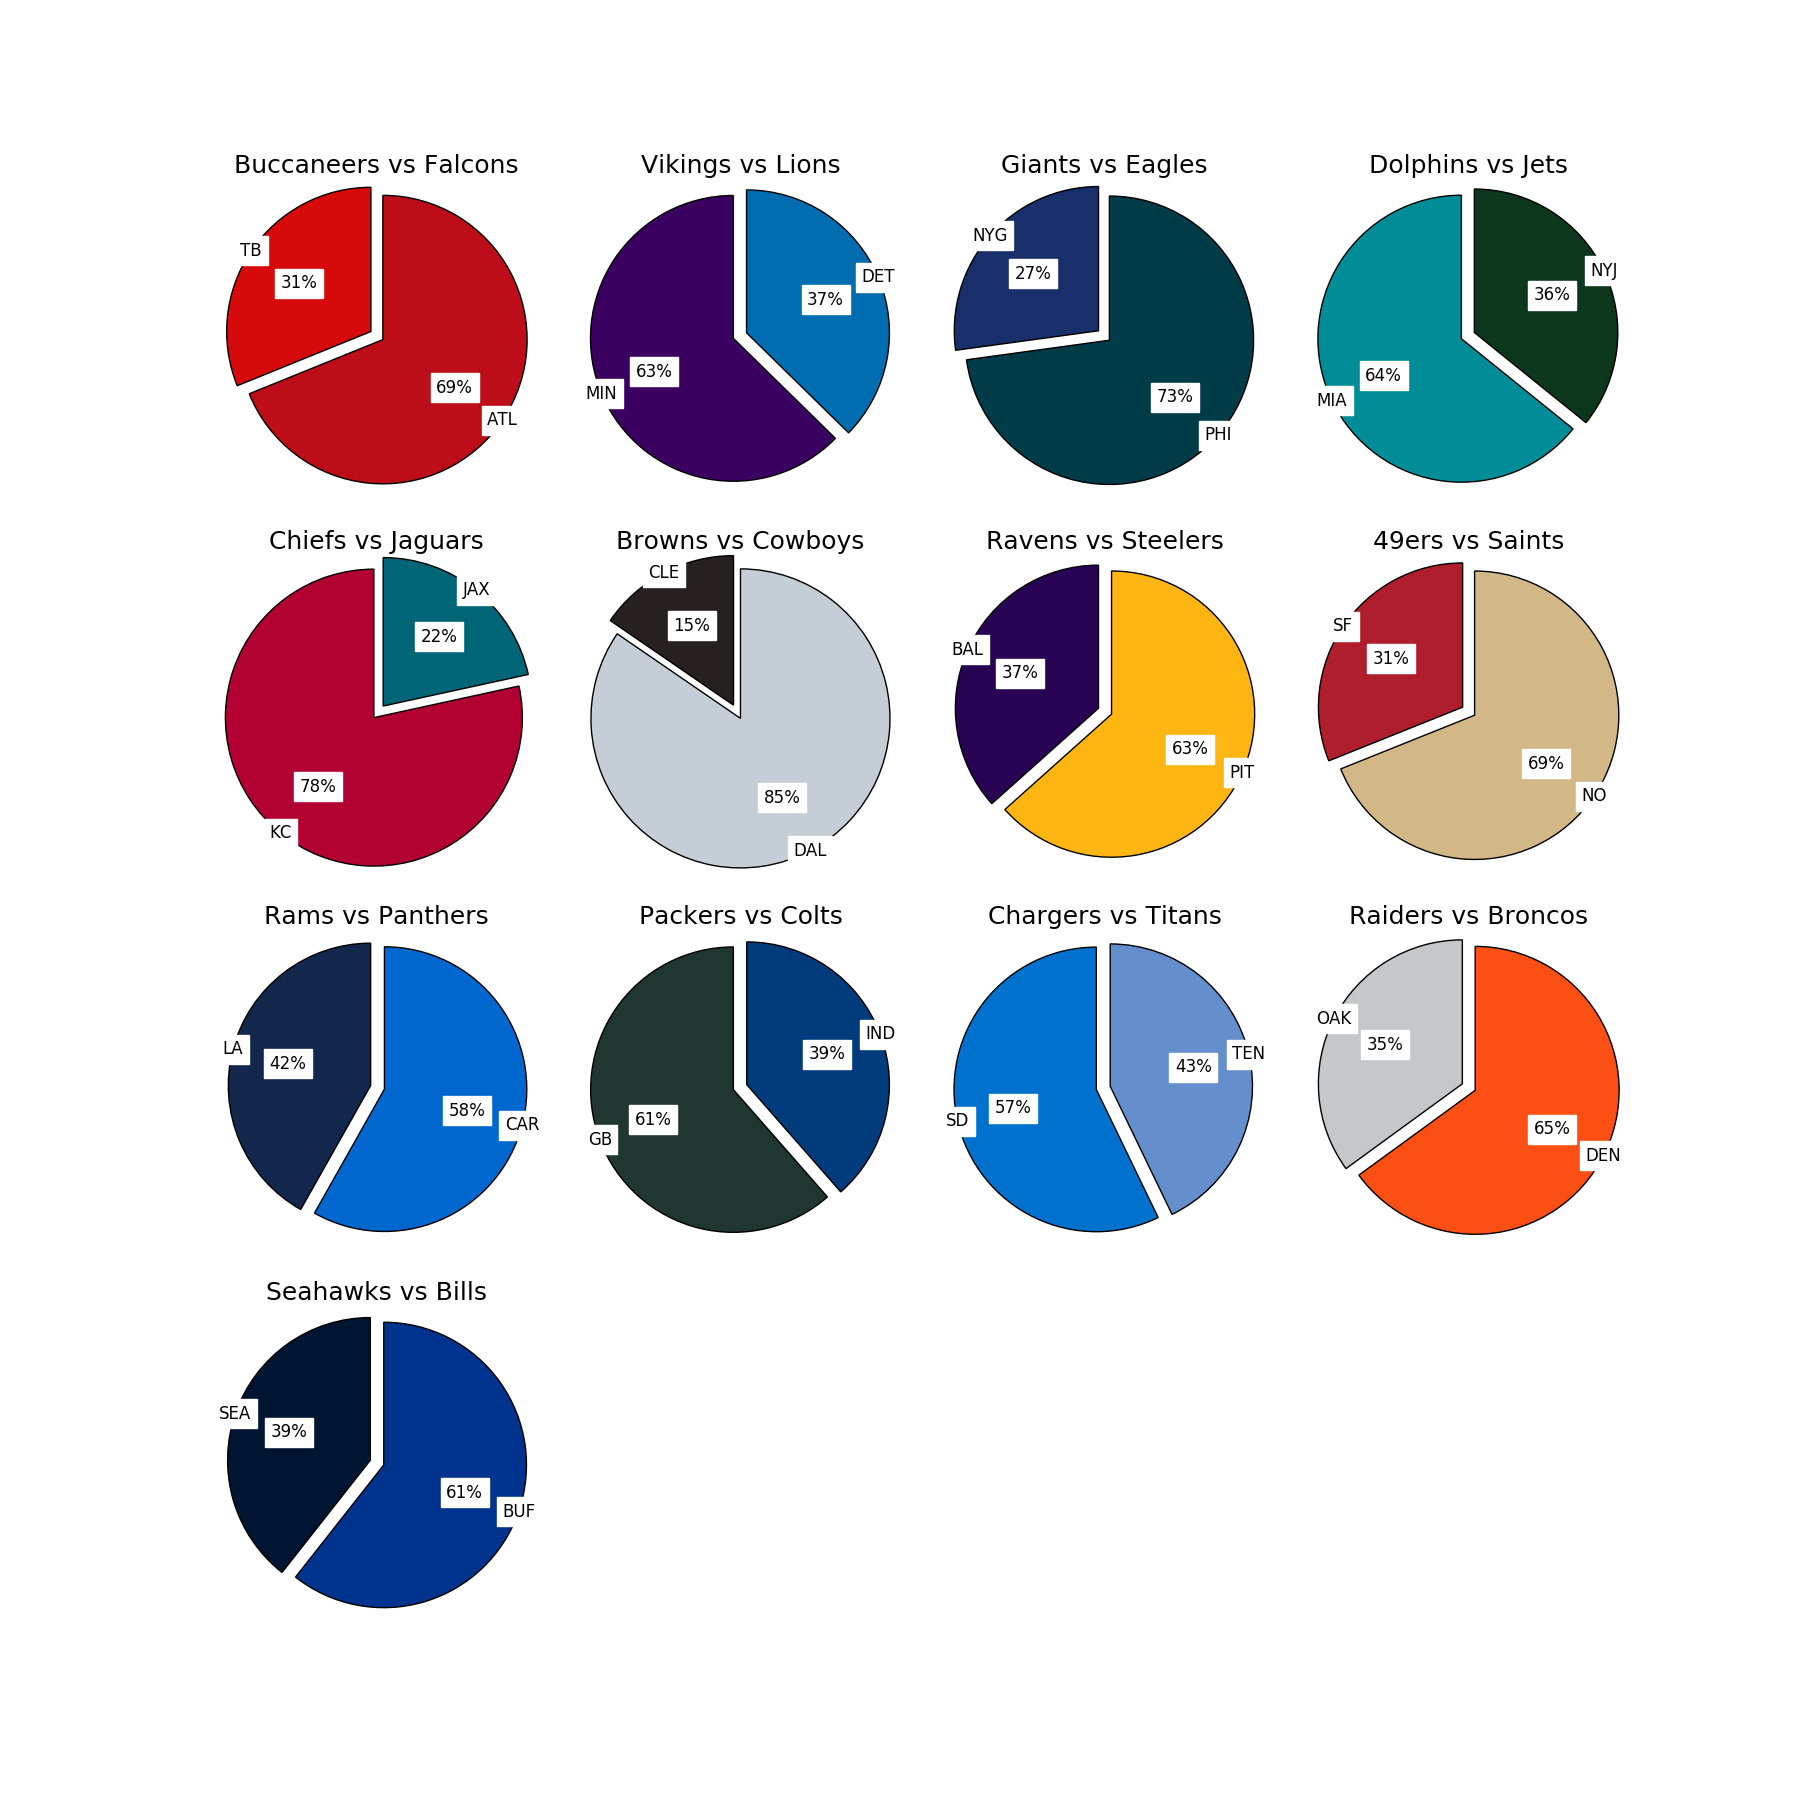 Buccaneers vs Falcons
TB
31%
69%
ATL
Vikings vs Lions
DET
37%
63%
MIN
Giants vs Eagles
NYG
27%
73%
PHI
Dolphins vs Jets
NYJ
36%
64%
MIA
Chiefs vs Jaguars
JAX
22%
78%
KC
Browns vs Cowboys
CLE
15%
85%
DAL
Ravens vs Steelers
BAL
37%
63%
PIT
49ers vs Saints
SF
31%
69%
NO
Rams vs Panthers
LA
42%
58%
CAR
Packers vs Colts
IND
39%
61%
GB
Chargers vs Titans
TEN
43%
57%
SD
Raiders vs Broncos
OAK
35%
65%
DEN
Seahawks vs Bills
SEA
39%
61%
BUF